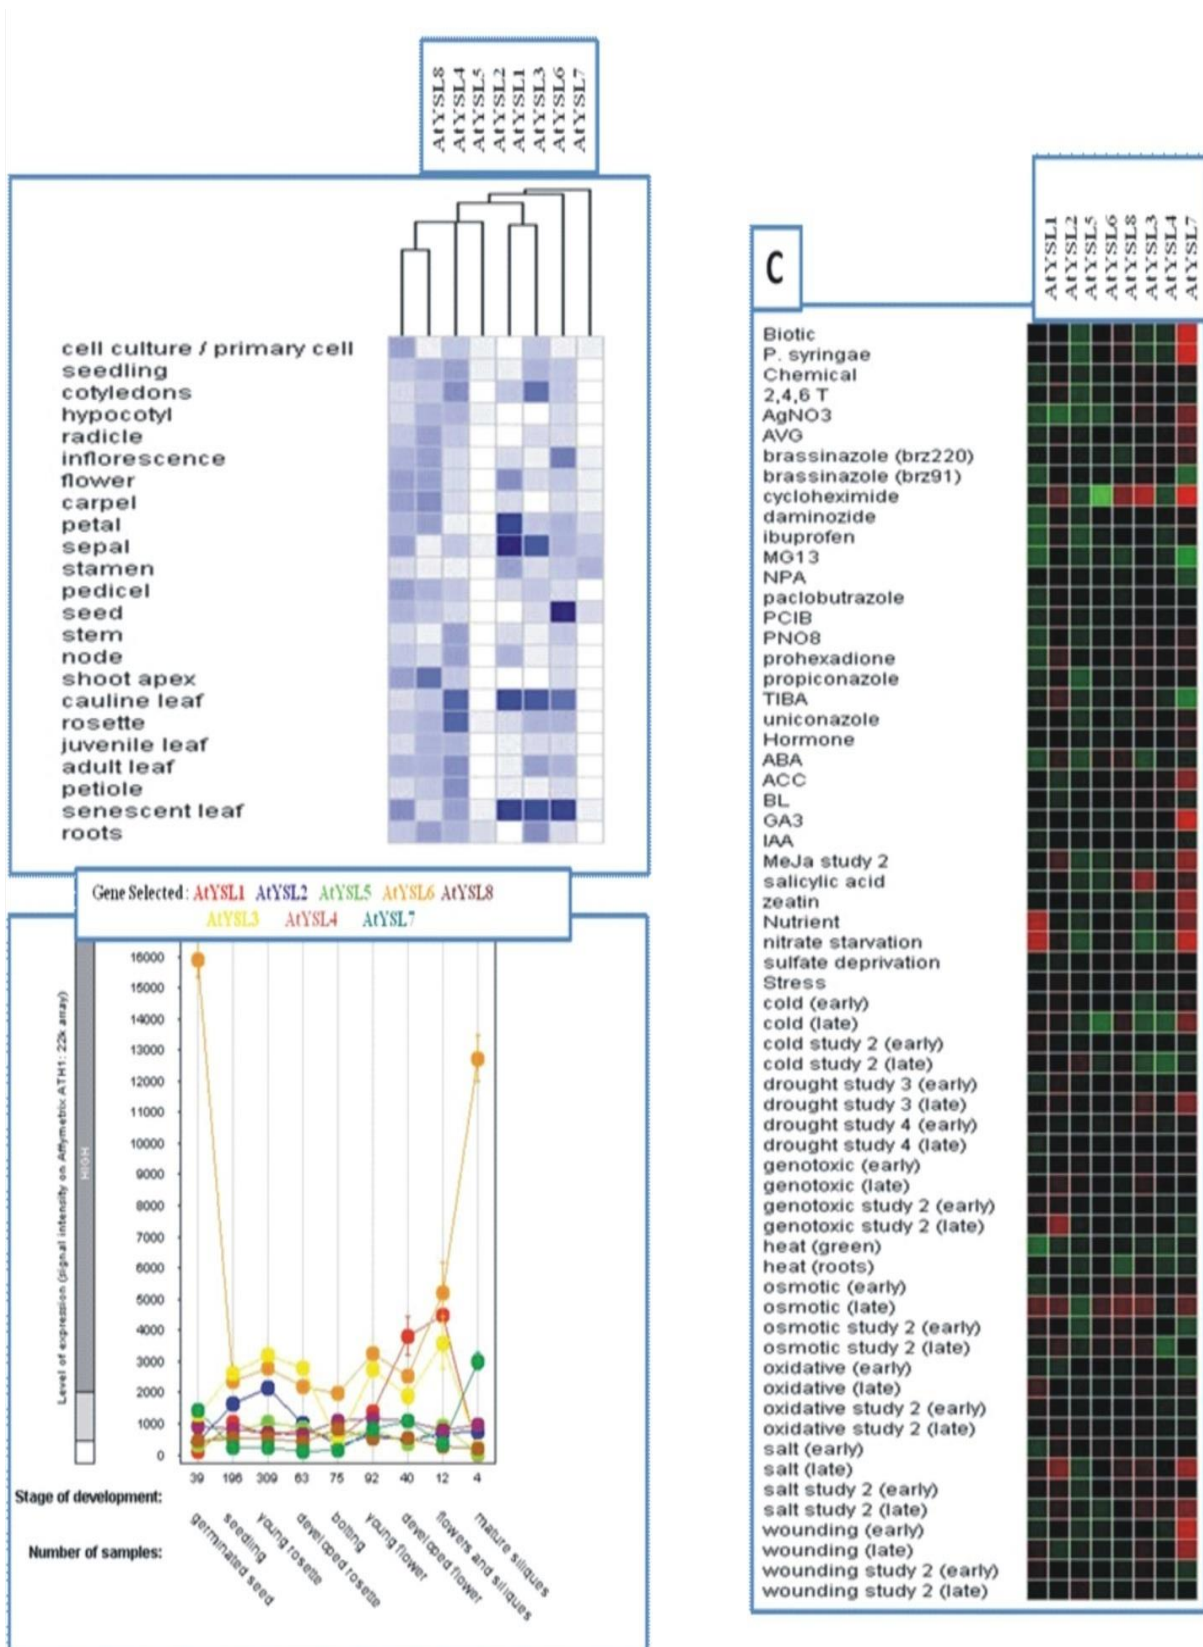 AtYSL8
AtYSL4
AtYSL5
AtYSL2
AtYSL1
AtYSL3
AtYSL6
AtYSL7
cell culture / primary cell
seedling
cotyledons
hypocotyl
radicle
inflorescence
flower
carpel
petal
sepal
stamen
pedicel
seed
stem
node
shoot apex
cauline leaf
rosette
juvenile leaf
adult leaf
petiole
senescent leaf
roots
Gene Selected: AtYSL1 AtYSL2 AtYSL5 AtYSL6 AtYSL8
AtYSL3 AtYSL4 AtYSL7
Level of expression (signal intensity on Affymetrix ATH1: 22k array)
HIGH
16000
15000
14000
13000
12000
11000
10000
9000
8000
7000
6000
5000
4000
3000
2000
1000
0
39 196 309 63 75 92 40 12 4
Stage of development:
Number of samples:
germinated seed
seedling
young rosette
developed rosette
bolting
young flower
developed flower
flowers and siliques
mature siliques
C
AtYSL1
AtYSL2
AtYSL5
AtYSL6
AtYSL8
AtYSL3
AtYSL4
AtYSL7
Biotic
P. syringae
Chemical
2,4,6 T
AgNO3
AVG
brassinazole (brz220)
brassinazole (brz91)
cycloheximide
daminozide
ibuprofen
MG13
NPA
paclobutrazole
PCIB
PNO8
prohexadione
propiconazole
TIBA
uniconazole
Hormone
ABA
ACC
BL
GA3
IAA
MeJa study 2
salicylic acid
zeatin
Nutrient
nitrate starvation
sulfate deprivation
Stress
cold (early)
cold (late)
cold study 2 (early)
cold study 2 (late)
drought study 3 (early)
drought study 3 (late)
drought study 4 (early)
drought study 4 (late)
genotoxic (early)
genotoxic (late)
genotoxic study 2 (early)
genotoxic study 2 (late)
heat (green)
heat (roots)
osmotic (early)
osmotic (late)
osmotic study 2 (early)
osmotic study 2 (late)
oxidative (early)
oxidative (late)
oxidative study 2 (early)
oxidative study 2 (late)
salt (early)
salt (late)
salt study 2 (early)
salt study 2 (late)
wounding (early)
wounding (late)
wounding study 2 (early)
wounding study 2 (late)